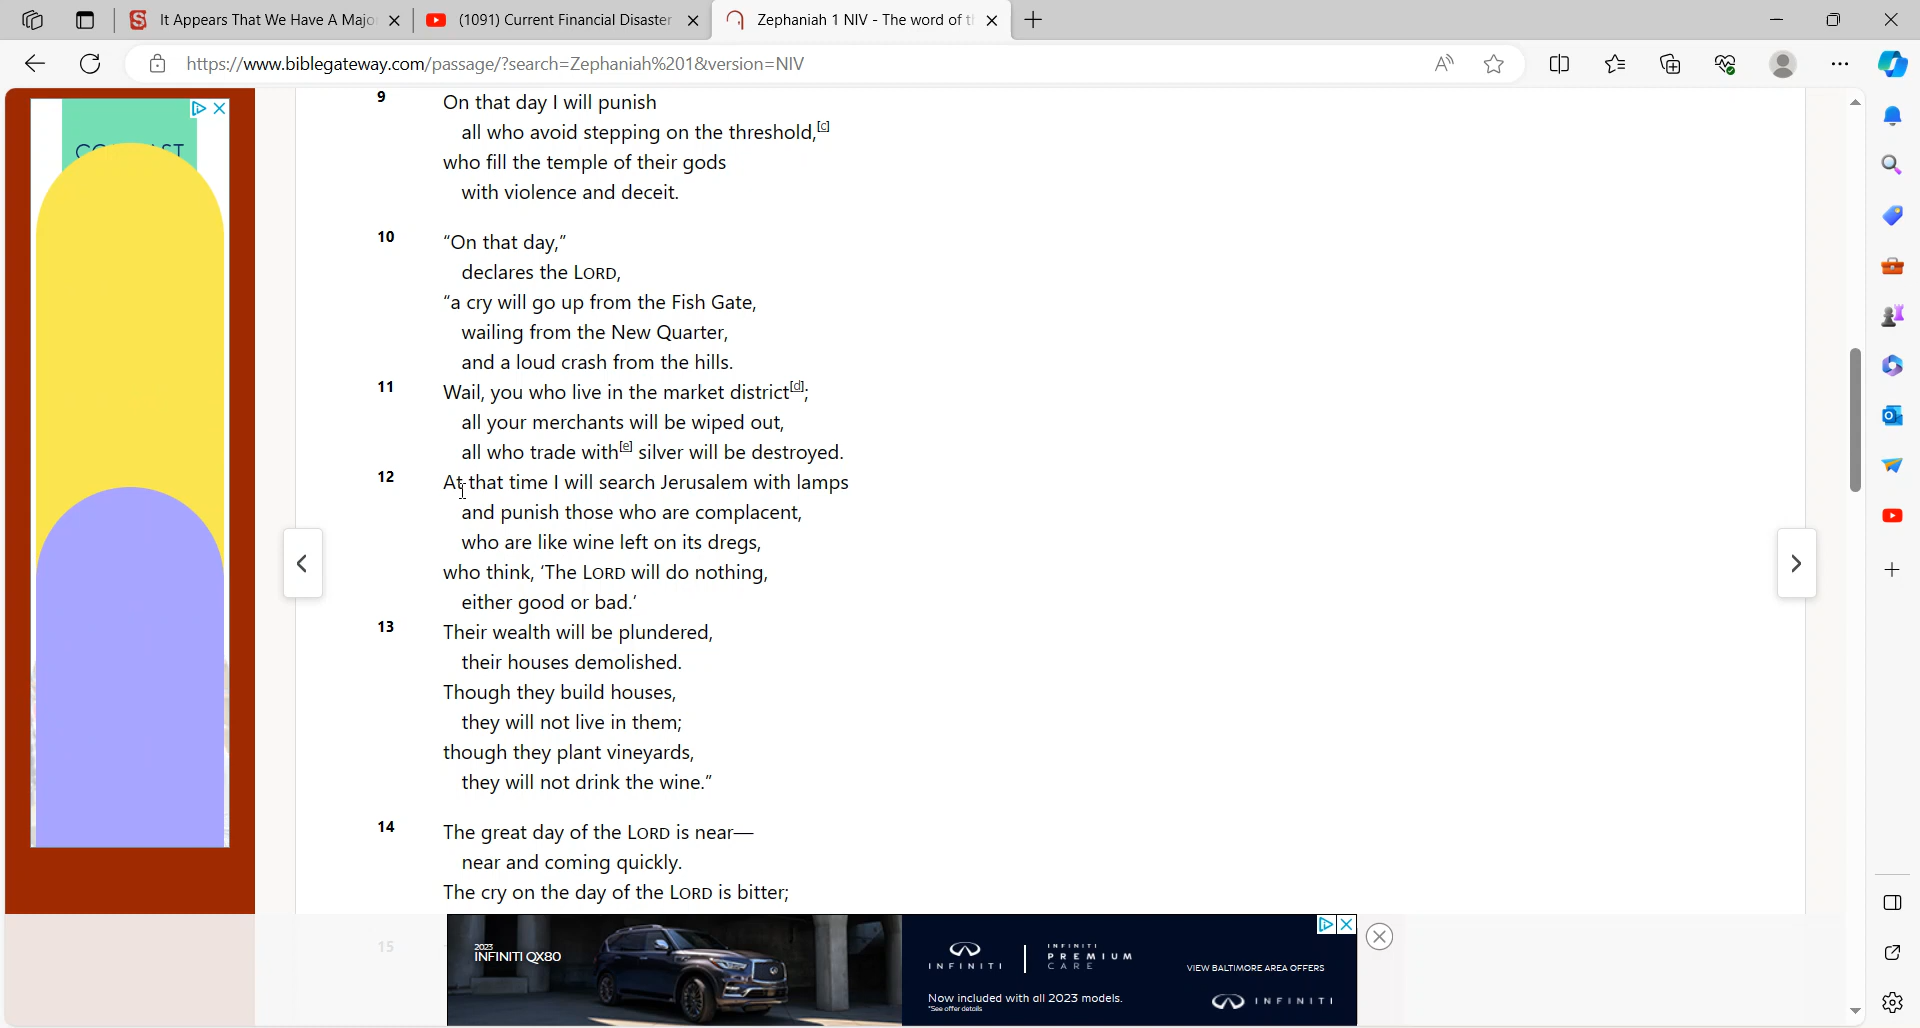 It Appears That We Have A Major
(1091) Current Financial Disaster
Zephaniah 1 NIV - The word of t
https://www.biblegateway.com/passage/?search=Zephaniah%201&version=NIV
9 On that day I will punish
all who avoid stepping on the threshold,[c]
who fill the temple of their gods
with violence and deceit.
10 “On that day,”
declares the LORD,
“a cry will go up from the Fish Gate,
wailing from the New Quarter,
and a loud crash from the hills.
11 Wail, you who live in the market district[d];
all your merchants will be wiped out,
all who trade with[e] silver will be destroyed.
12 At that time I will search Jerusalem with lamps
and punish those who are complacent,
who are like wine left on its dregs,
who think, ‘The LORD will do nothing,
either good or bad.’
13 Their wealth will be plundered,
their houses demolished.
Though they build houses,
they will not live in them;
though they plant vineyards,
they will not drink the wine.”
14 The great day of the LORD is near—
near and coming quickly.
The cry on the day of the LORD is bitter;
15
2023
INFINITI QX80
INFINITI
INFINITI
PREMIUM
CARE
Now included with all 2023 models.
*See offer details
VIEW BALTIMORE AREA OFFERS
INFINITI